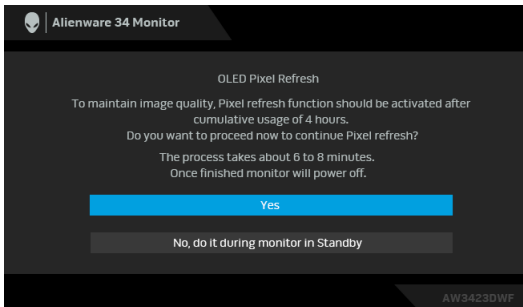 Alienware 34 Monitor
OLED Pixel Refresh
To maintain image quality, Pixel refresh function should be activated after
cumulative usage of 4 hours.
Do you want to proceed now to continue Pixel refresh?
The process takes about 6 to 8 minutes.
Once finished monitor will power off.
Yes
No, do it during monitor in Standby
AW3423DWF